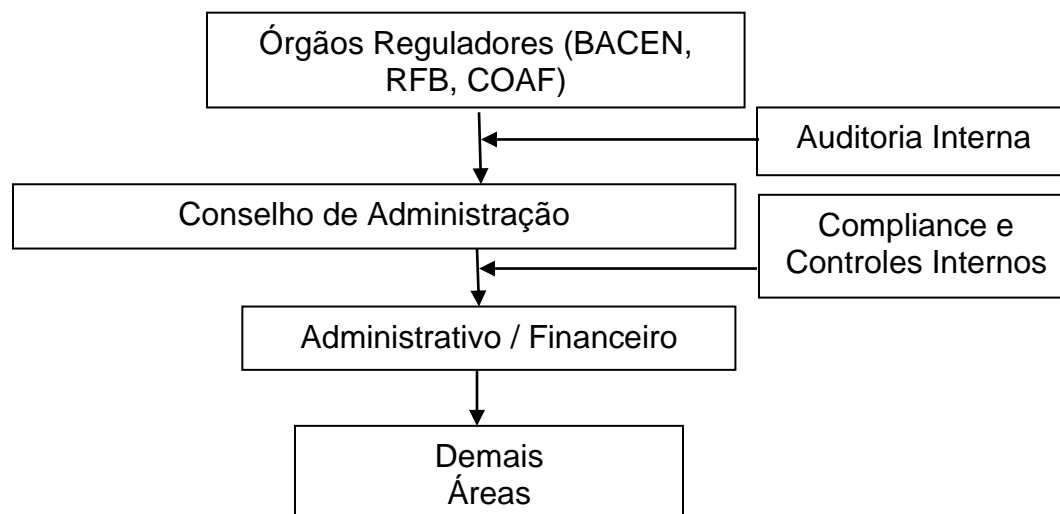 Órgãos Reguladores (BACEN,
RFB, COAF)
Auditoria Interna
Conselho de Administração
Compliance e
Controles Internos
Administrativo / Financeiro
Demais
Áreas